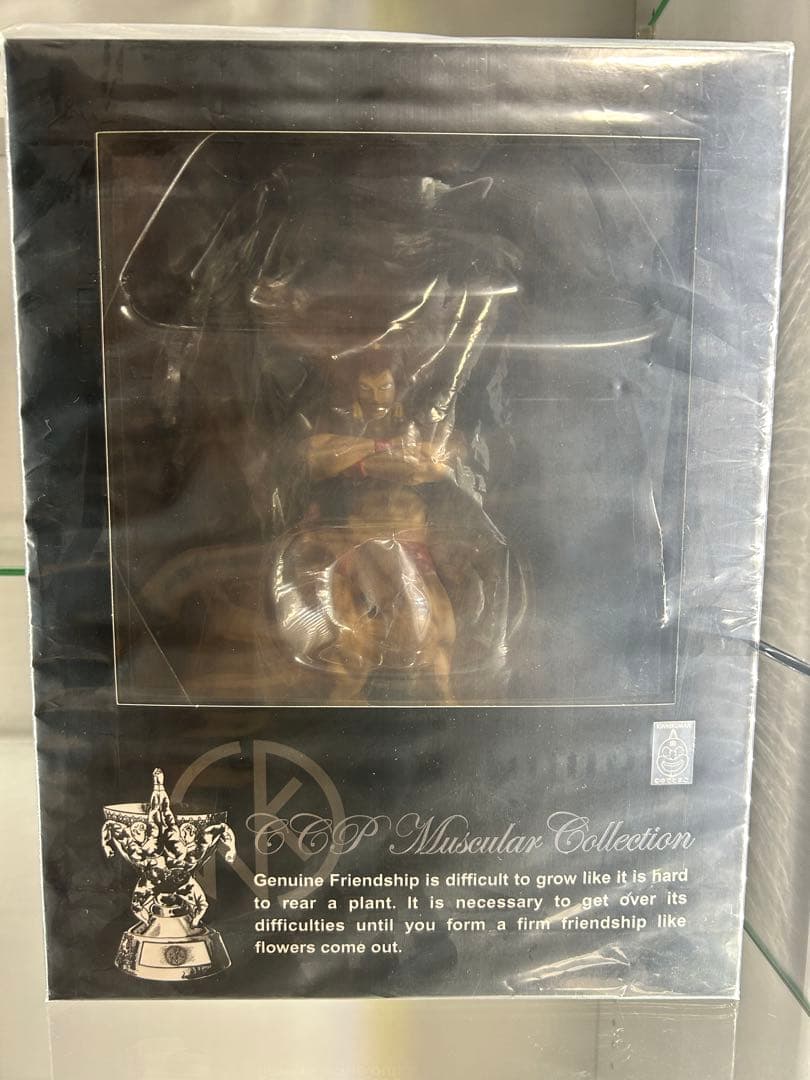 CCP Muscular Collection
Genuine Friendship is difficult to grow like it is hard
to rear a plant. It is necessary to get over its
difficulties until you form a firm friendship like
flowers come out.